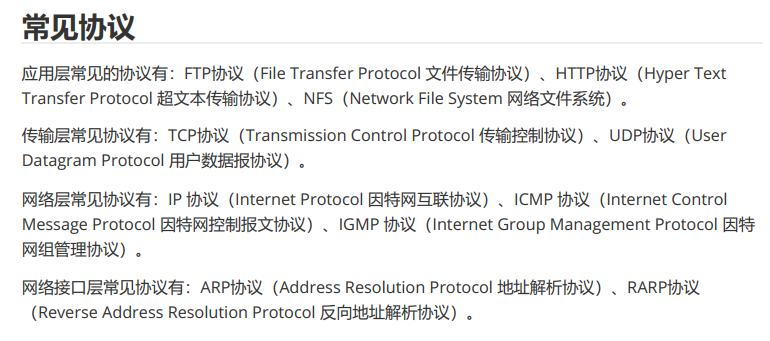 常见协议
应用层常见的协议有：FTP协议（File Transfer Protocol 文件传输协议）、HTTP协议（Hyper Text
Transfer Protocol 超文本传输协议）、NFS（Network File System 网络文件系统）。
传输层常见协议有：TCP协议（Transmission Control Protocol 传输控制协议）、UDP协议（User
Datagram Protocol 用户数据报协议）。
网络层常见协议有：IP 协议（Internet Protocol 因特网互联协议）、ICMP 协议（Internet Control
Message Protocol 因特网控制报文协议）、IGMP 协议（Internet Group Management Protocol 因特
网组管理协议）。
网络接口层常见协议有：ARP协议（Address Resolution Protocol 地址解析协议）、RARP协议
（Reverse Address Resolution Protocol 反向地址解析协议）。